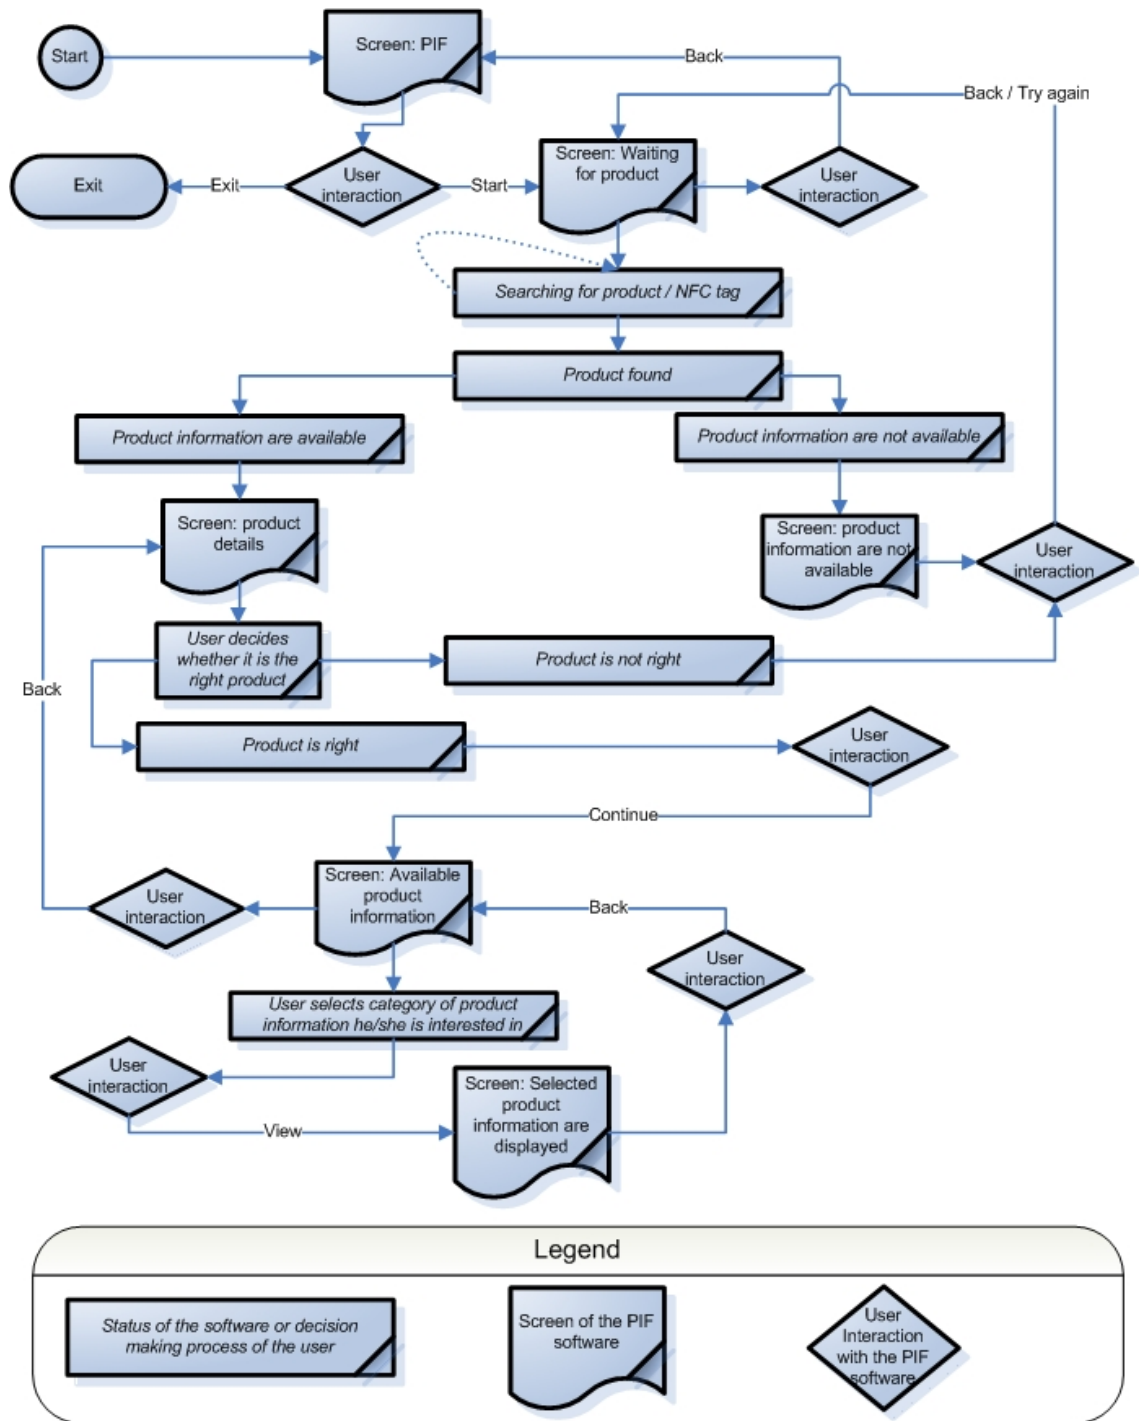 Start
Screen: PIF
Back
Back / Try again
Exit
Exit
User
interaction
Start
Screen: Waiting
for product
User
interaction
Searching for product / NFC tag
Product found
Product information are available
Product information are not available
Screen: product
details
Screen: product
information are not
available
User
interaction
User decides
whether it is the
right product
Product is not right
Back
Product is right
User
interaction
Continue
Screen: Available
product
information
User
interaction
Back
User
interaction
User selects category of product
information he/she is interested in
User
interaction
Screen: Selected
product
information are
displayed
View
Legend
Status of the software or decision
making process of the user
Screen of the PIF
software
User
Interaction
with the PIF
software